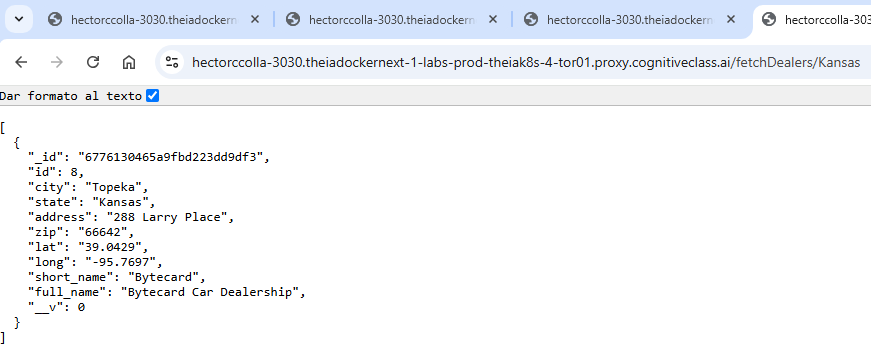 hectorccolla-3030.theiadockern
hectorccolla-3030.theiadockern
hectorccolla-3030.theiadockern
hectorccolla-303
hectorccolla-3030.theiadockernext-1-labs-prod-theiak8s-4-tor01.proxy.cognitiveclass.ai/fetchDealers/Kansas
Dar formato al texto
[
  {
    "_id": "6776130465a9fbd223dd9df3",
    "id": 8,
    "city": "Topeka",
    "state": "Kansas",
    "address": "288 Larry Place",
    "zip": "66642",
    "lat": "39.0429",
    "long": "-95.7697",
    "short_name": "Bytecard",
    "full_name": "Bytecard Car Dealership",
    "__v": 0
  }
]